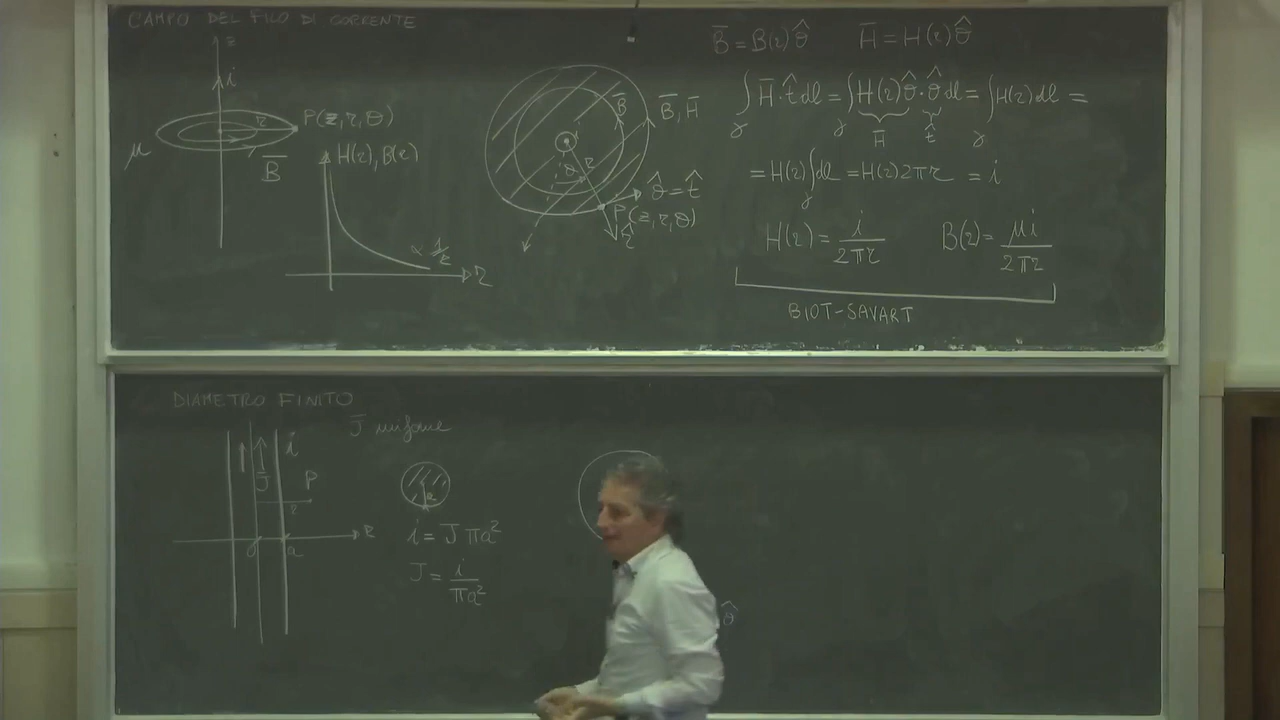 CAMPO DEL FILO DI CORRENTE
z
i
r
P(z,r,θ)
μ
B̅
H(r), B(r)
∝ 1/r
r
B̅
B̅, H̅
θ
r
θ̂ = t̂
P(z,r,θ)
r̂
B̅ = B(r) θ̂ H̅ = H(r) θ̂
∫γ H̅ · t̂ dl = ∫γ H(r) θ̂ · θ̂ dl = ∫γ H(r) dl =
H̅ t̂
= H(r) ∫γ dl = H(r) 2πr = i
H(r) = i/2πr B(r) = μi/2πr
BIOT-SAVART
DIAMETRO FINITO
J̅ uniforme
i
J̅
P
r
R
a
a
i = J πa²
J = i/πa²
θ̂